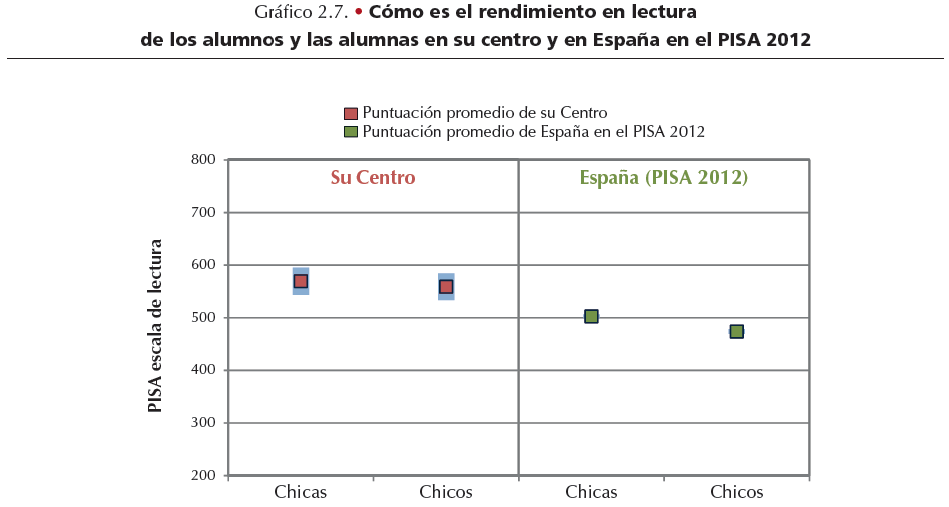 Gráfico 2.7. • Cómo es el rendimiento en lectura
de los alumnos y las alumnas en su centro y en España en el PISA 2012
Puntuación promedio de su Centro
Puntuación promedio de España en el PISA 2012
Su Centro
España (PISA 2012)
PISA escala de lectura
800
700
600
500
400
300
200
Chicas
Chicos
Chicas
Chicos